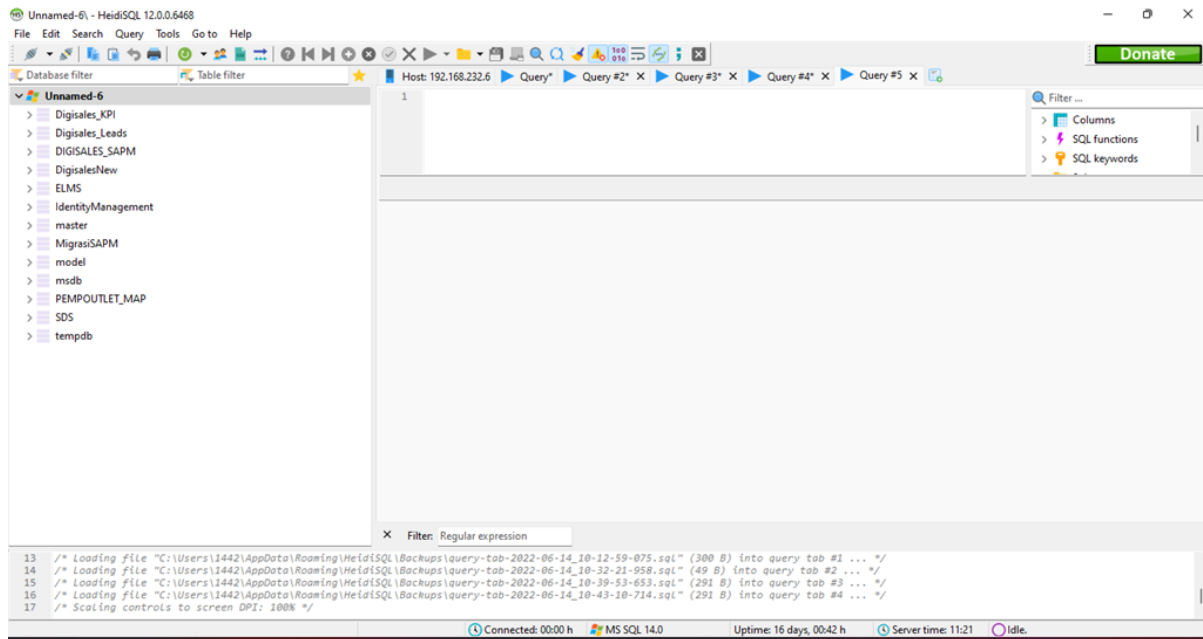 Unnamed-6\ - HeidiSQL 12.0.0.6468
File Edit Search Query Tools Go to Help
Donate
Database filter Table filter Host: 192.168.232.6 Query* Query #2* X Query #3* X Query #4* X Query #5 X
Unnamed-6
Digisales_KPI
Digisales_Leads
DIGISALES_SAPM
DigisalesNew
ELMS
IdentityManagement
master
MigrasiSAPM
model
msdb
PEMPOUTLET_MAP
SDS
tempdb
1
Filter ...
Columns
SQL functions
SQL keywords
X Filter: Regular expression
13 /* Loading file "C:\Users\1442\AppData\Roaming\HeidiSQL\Backups\query-tab-2022-06-14_10-12-59-075.sql" (300 B) into query tab #1 ... */
14 /* Loading file "C:\Users\1442\AppData\Roaming\HeidiSQL\Backups\query-tab-2022-06-14_10-32-21-958.sql" (49 B) into query tab #2 ... */
15 /* Loading file "C:\Users\1442\AppData\Roaming\HeidiSQL\Backups\query-tab-2022-06-14_10-39-53-653.sql" (291 B) into query tab #3 ... */
16 /* Loading file "C:\Users\1442\AppData\Roaming\HeidiSQL\Backups\query-tab-2022-06-14_10-43-10-714.sql" (291 B) into query tab #4 ... */
17 /* Scaling controls to screen DPI: 100% */
Connected: 00:00 h MS SQL 14.0 Uptime: 16 days, 00:42 h Server time: 11:21 Idle.